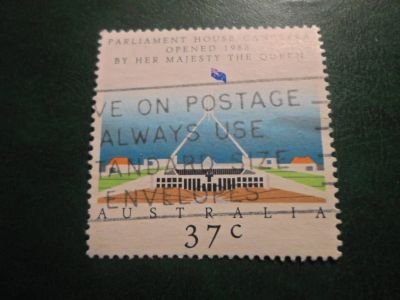 PARLIAMENT HOUSE CANBERRA
OPENED 1988
BY HER MAJESTY THE QUEEN
VE ON POSTAGE
ALWAYS USE
ANDARD SIZE
ENVELOPES
AUSTRALIA
37c